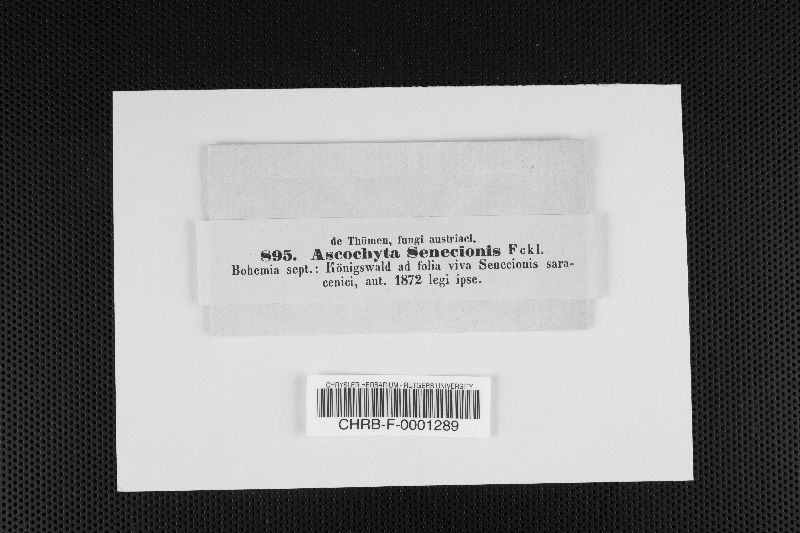 de Thümen, fungi austriaci.
895. Ascochyta Senecionis Fckl.
Bohemia sept.: Königswald ad folia viva Senecionis sara-
cenici, aut. 1872 legi ipse.
CHRYSLER HERBARIUM - RUTGERS UNIVERSITY
CHRB-F-0001289